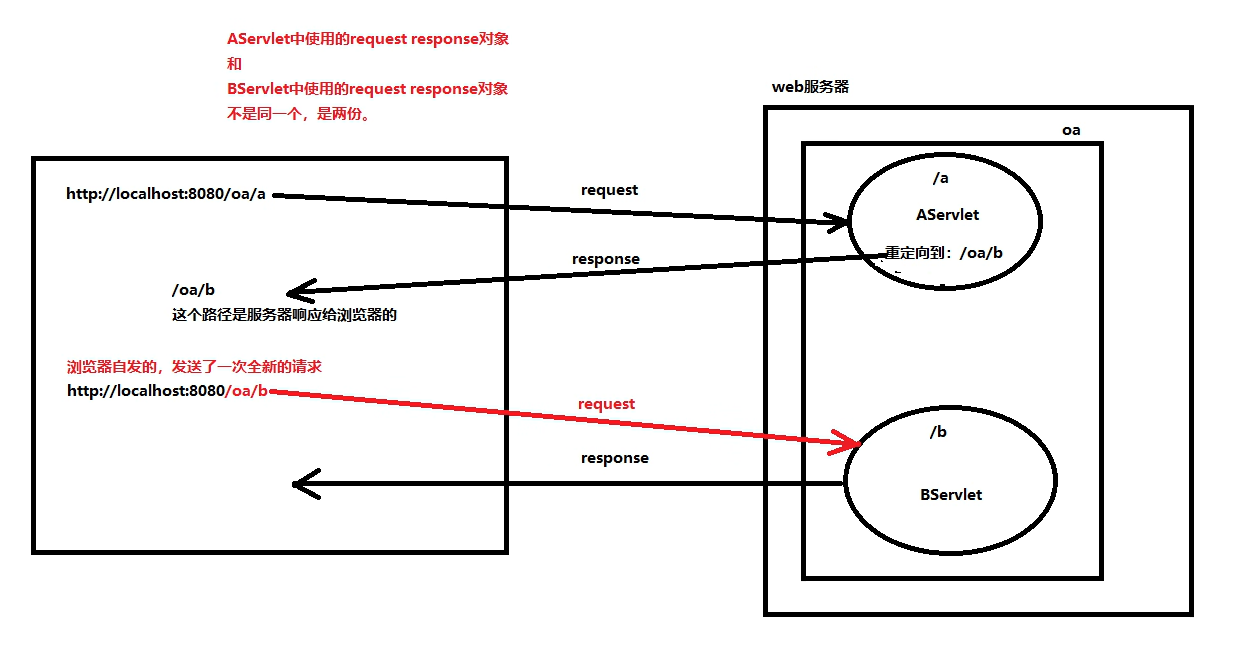 AServlet中使用的request response对象
和
BServlet中使用的request response对象
不是同一个，是两份。
web服务器
oa
http://localhost:8080/oa/a
request
/a
AServlet
重定向到：/oa/b
response
/oa/b
这个路径是服务器响应给浏览器的
浏览器自发的，发送了一次全新的请求
http://localhost:8080/oa/b
request
/b
response
BServlet